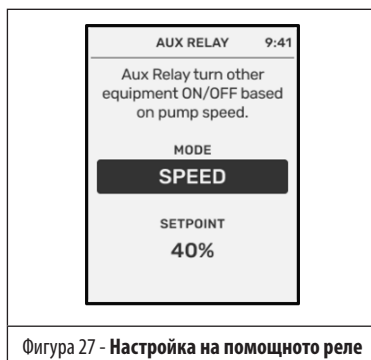 AUX RELAY 9:41
Aux Relay turn other
equipment ON/OFF based
on pump speed.
MODE
SPEED
SETPOINT
40%
Фигура 27 - Настройка на помощното реле